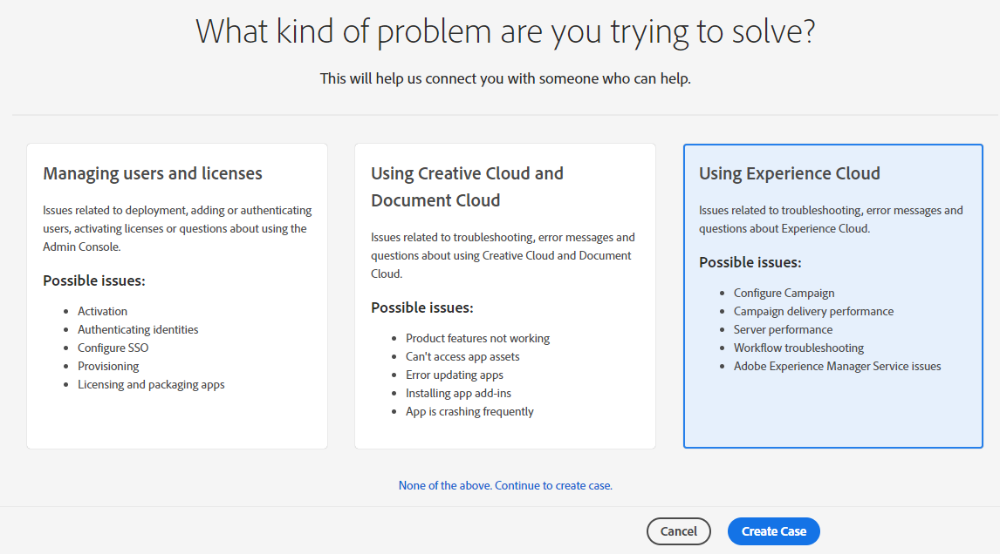 What kind of problem are you trying to solve?
This will help us connect you with someone who can help.
Managing users and licenses
Issues related to deployment, adding or authenticating
users, activating licenses or questions about using the
Admin Console.
Possible issues:
Activation
Authenticating identities
Configure SSO
Provisioning
Licensing and packaging apps
Using Creative Cloud and
Document Cloud
Issues related to troubleshooting, error messages and
questions about using Creative Cloud and Document
Cloud.
Possible issues:
Product features not working
Can't access app assets
Error updating apps
Installing app add-ins
App is crashing frequently
Using Experience Cloud
Issues related to troubleshooting, error messages and
questions about Experience Cloud.
Possible issues:
Configure Campaign
Campaign delivery performance
Server performance
Workflow troubleshooting
Adobe Experience Manager Service issues
None of the above. Continue to create case.
Cancel
Create Case